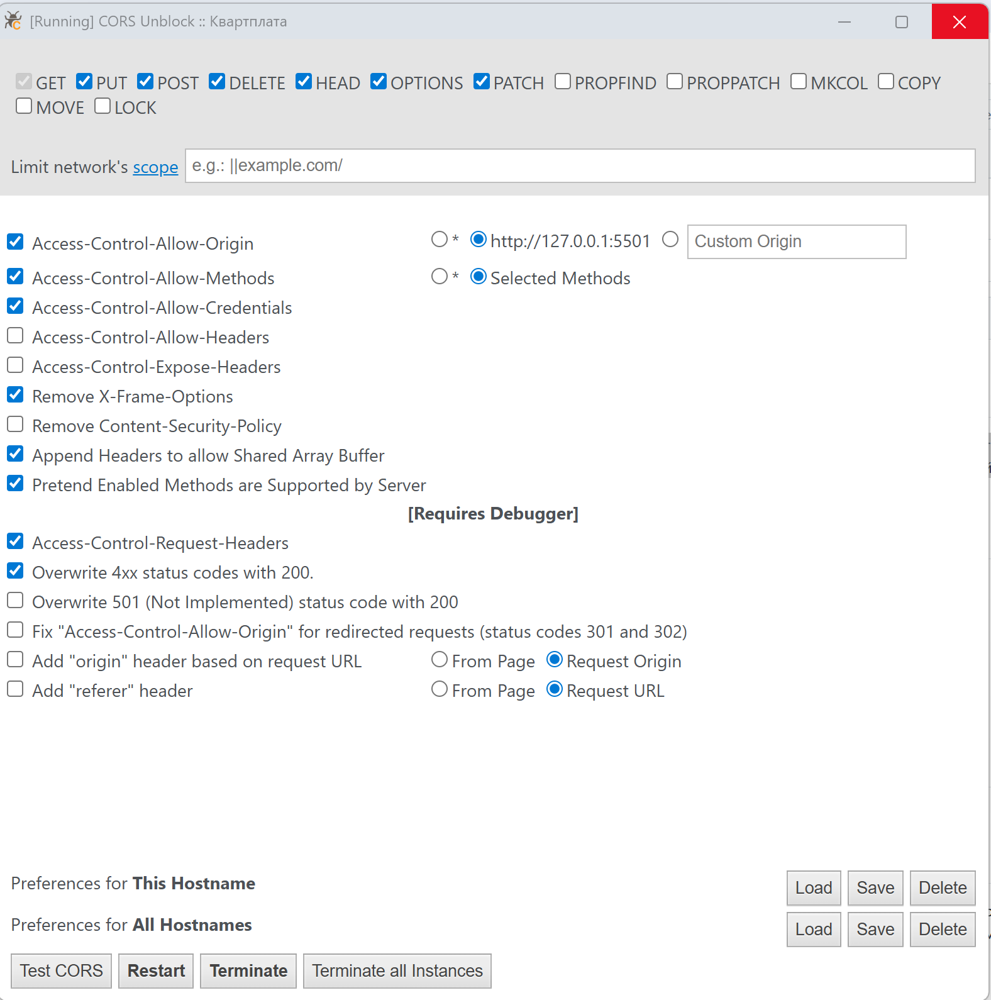 [Running] CORS Unblock :: Квартплата
GET PUT POST DELETE HEAD OPTIONS PATCH PROPFIND PROPPATCH MKCOL COPY
MOVE LOCK
Limit network's scope e.g.: ||example.com/
Access-Control-Allow-Origin * http://127.0.0.1:5501 Custom Origin
Access-Control-Allow-Methods * Selected Methods
Access-Control-Allow-Credentials
Access-Control-Allow-Headers
Access-Control-Expose-Headers
Remove X-Frame-Options
Remove Content-Security-Policy
Append Headers to allow Shared Array Buffer
Pretend Enabled Methods are Supported by Server
[Requires Debugger]
Access-Control-Request-Headers
Overwrite 4xx status codes with 200.
Overwrite 501 (Not Implemented) status code with 200
Fix "Access-Control-Allow-Origin" for redirected requests (status codes 301 and 302)
Add "origin" header based on request URL From Page Request Origin
Add "referer" header From Page Request URL
Preferences for This Hostname Load Save Delete
Preferences for All Hostnames Load Save Delete
Test CORS Restart Terminate Terminate all Instances